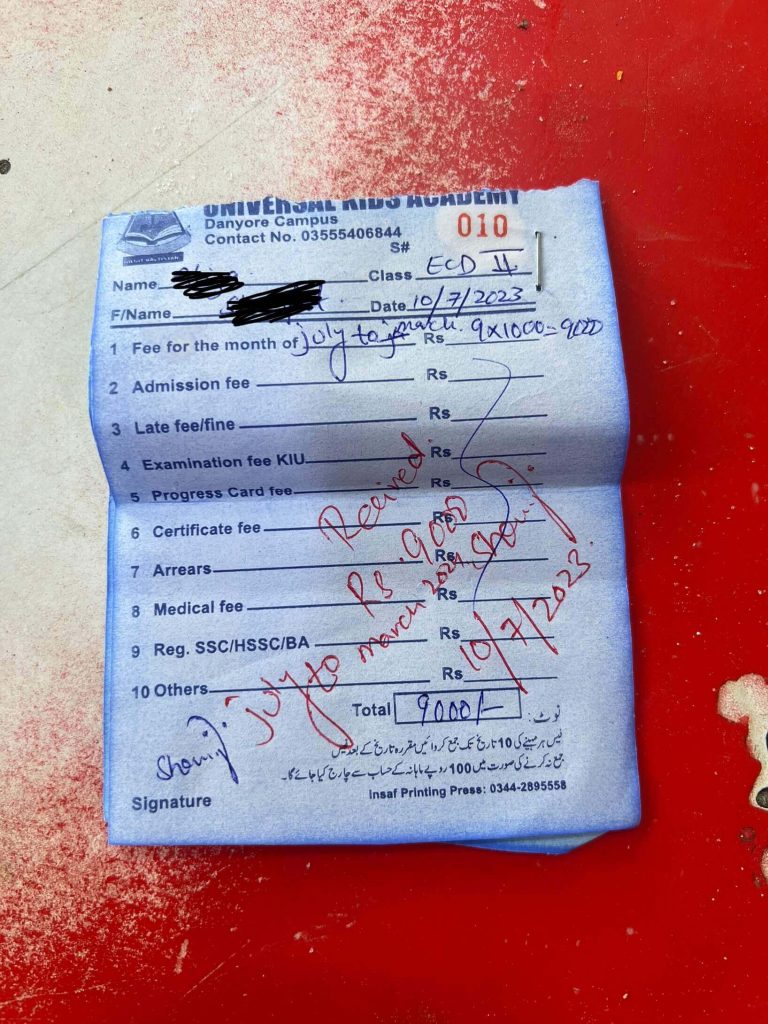 UNIVERSAL KIDS ACADEMY
Danyore Campus
Contact No. 03555406844
S# 010
Name Class ECD II
F/Name Date 10/7/2023
1 Fee for the month of july to march. Rs 9x1000=9000
2 Admission fee Rs
3 Late fee/fine Rs
4 Examination fee KIU Rs
5 Progress Card fee Rs
6 Certificate fee Rs
7 Arrears Rs
8 Medical fee Rs
9 Reg. SSC/HSSC/BA Rs
10 Others Rs
Recived.
Rs. 9000
july to march 2024
10/7/2023.
Total 9000/-
نوٹ:
فیس ہر مہینے کی 10 تاریخ تک جمع کروائیں مقررہ تاریخ کے بعد فیس
جمع نہ کرنے کی صورت میں 100 روپے ماہانہ کے حساب سے چارج کیا جائے گا۔
Signature
Insaf Printing Press: 0344-2895558